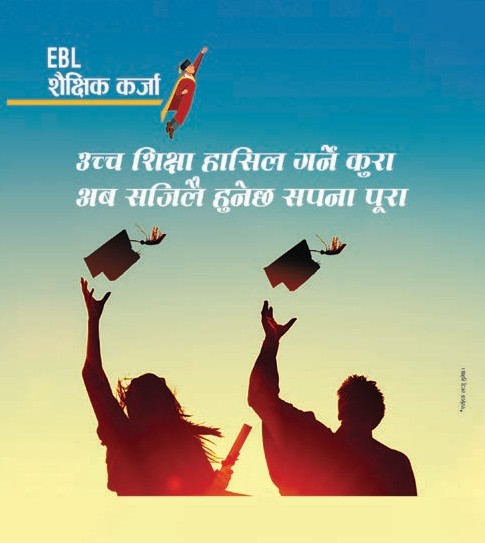 EBL
शैक्षिक कर्जा
उच्च शिक्षा हासिल गर्ने कुरा
अब सजिलै हुनेछ सपना पूरा